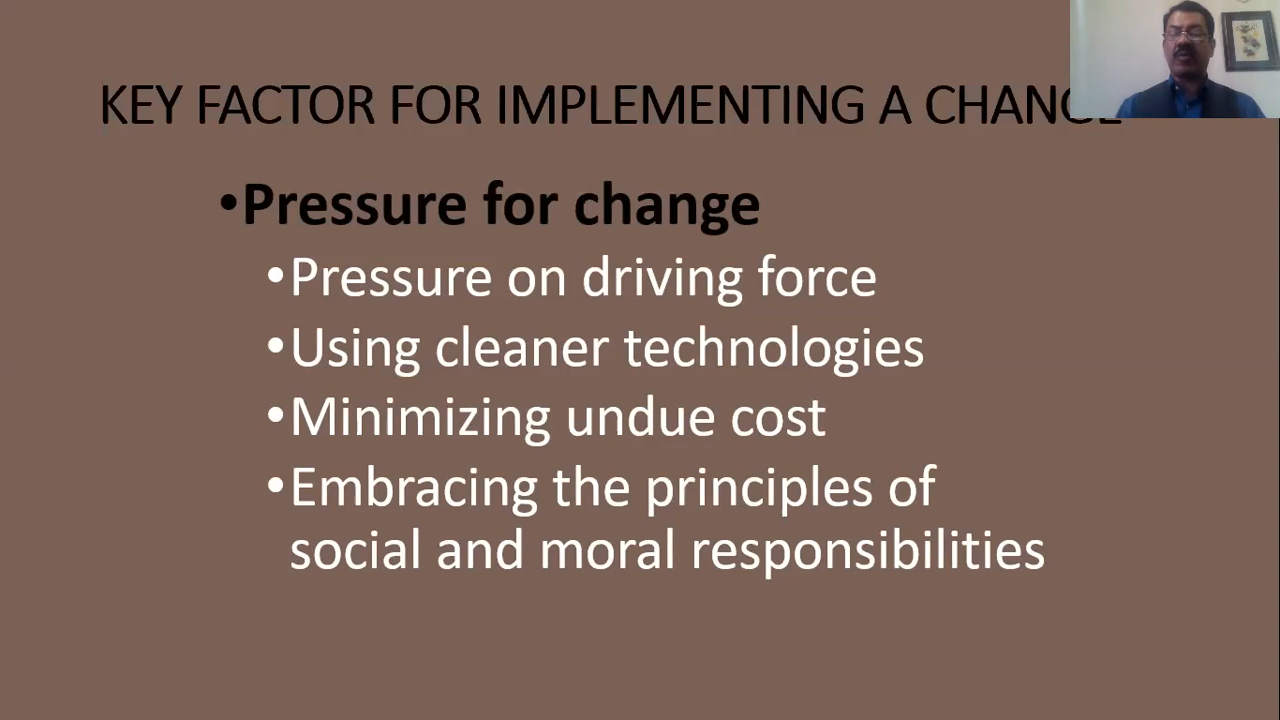 KEY FACTOR FOR IMPLEMENTING A CHANGE
•Pressure for change
•Pressure on driving force
•Using cleaner technologies
•Minimizing undue cost
•Embracing the principles of
social and moral responsibilities